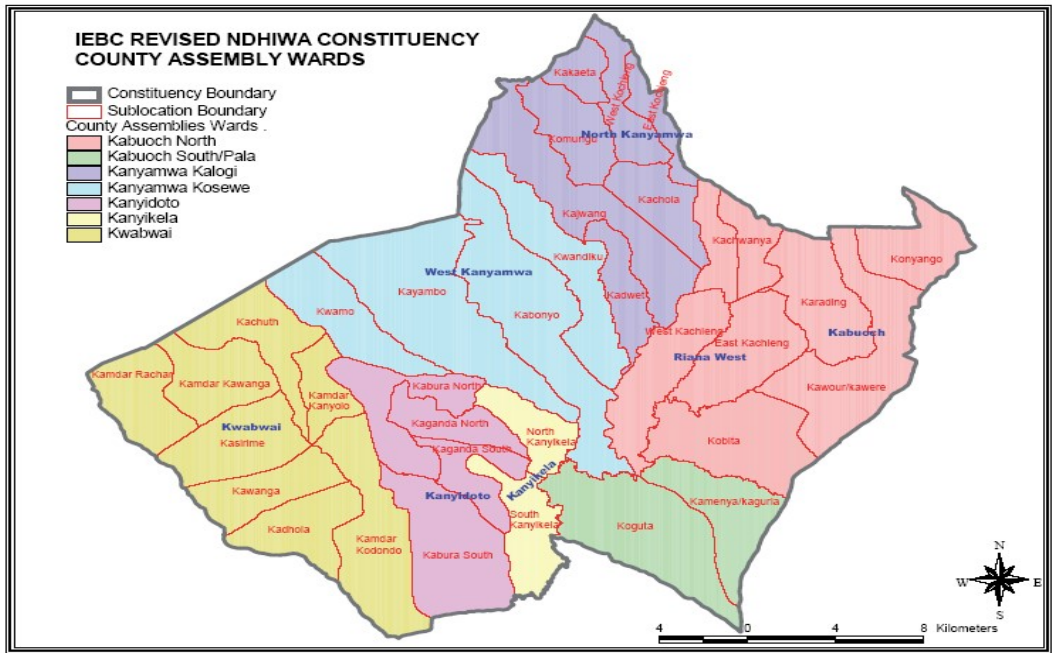 IEBC REVISED NDHIWA CONSTITUENCY
COUNTY ASSEMBLY WARDS
Constituency Boundary
Sublocation Boundary
County Assemblies Wards .
Kabuoch North
Kabuoch South/Pala
Kanyamwa Kalogi
Kanyamwa Kosewe
Kanyidoto
Kanyikela
Kwabwai
Kakaeta
West Kochieng
East Kochieng
North Kanyamwa
Komungu
Kachola
Kajwang
Kachwanya
Konyango
Kwandiku
West Kanyamwa
Kadwet
Kayambo
Kabonyo
Karading
Kwamo
Kachuth
West Kachieng
East Kachieng
Kabuoch
Riana West
Kamdar Rachar
Kamdar Kawanga
Kabura North
Kawour/kawere
Kamdar
Kanyolo
Kaganda North
Kwabwai
Kasirime
North
Kanyikela
Kobita
Kaganda South
Kanyikela
Kawanga
Kanyidoto
Kamenya/kaguria
South
Kanyikela
Koguta
Kadhola
Kamdar
Kodondo
Kabura South
N
W
E
S
4 0 4 8 Kilometers